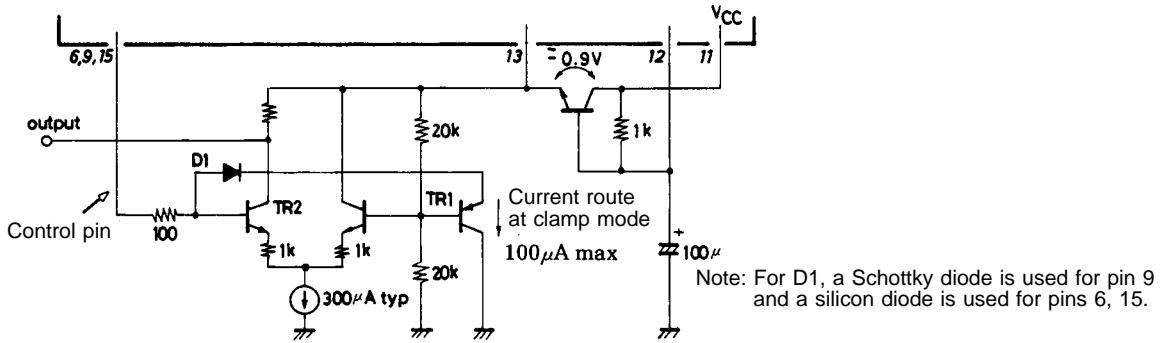 VCC
6,9,15
13
12
11
≒0.9V
output
20k
1k
D1
TR2
TR1
Current route
at clamp mode
100µA max
Control pin
100
1k
1k
20k
+
100µ
300µA typ
Note: For D1, a Schottky diode is used for pin 9
and a silicon diode is used for pins 6, 15.